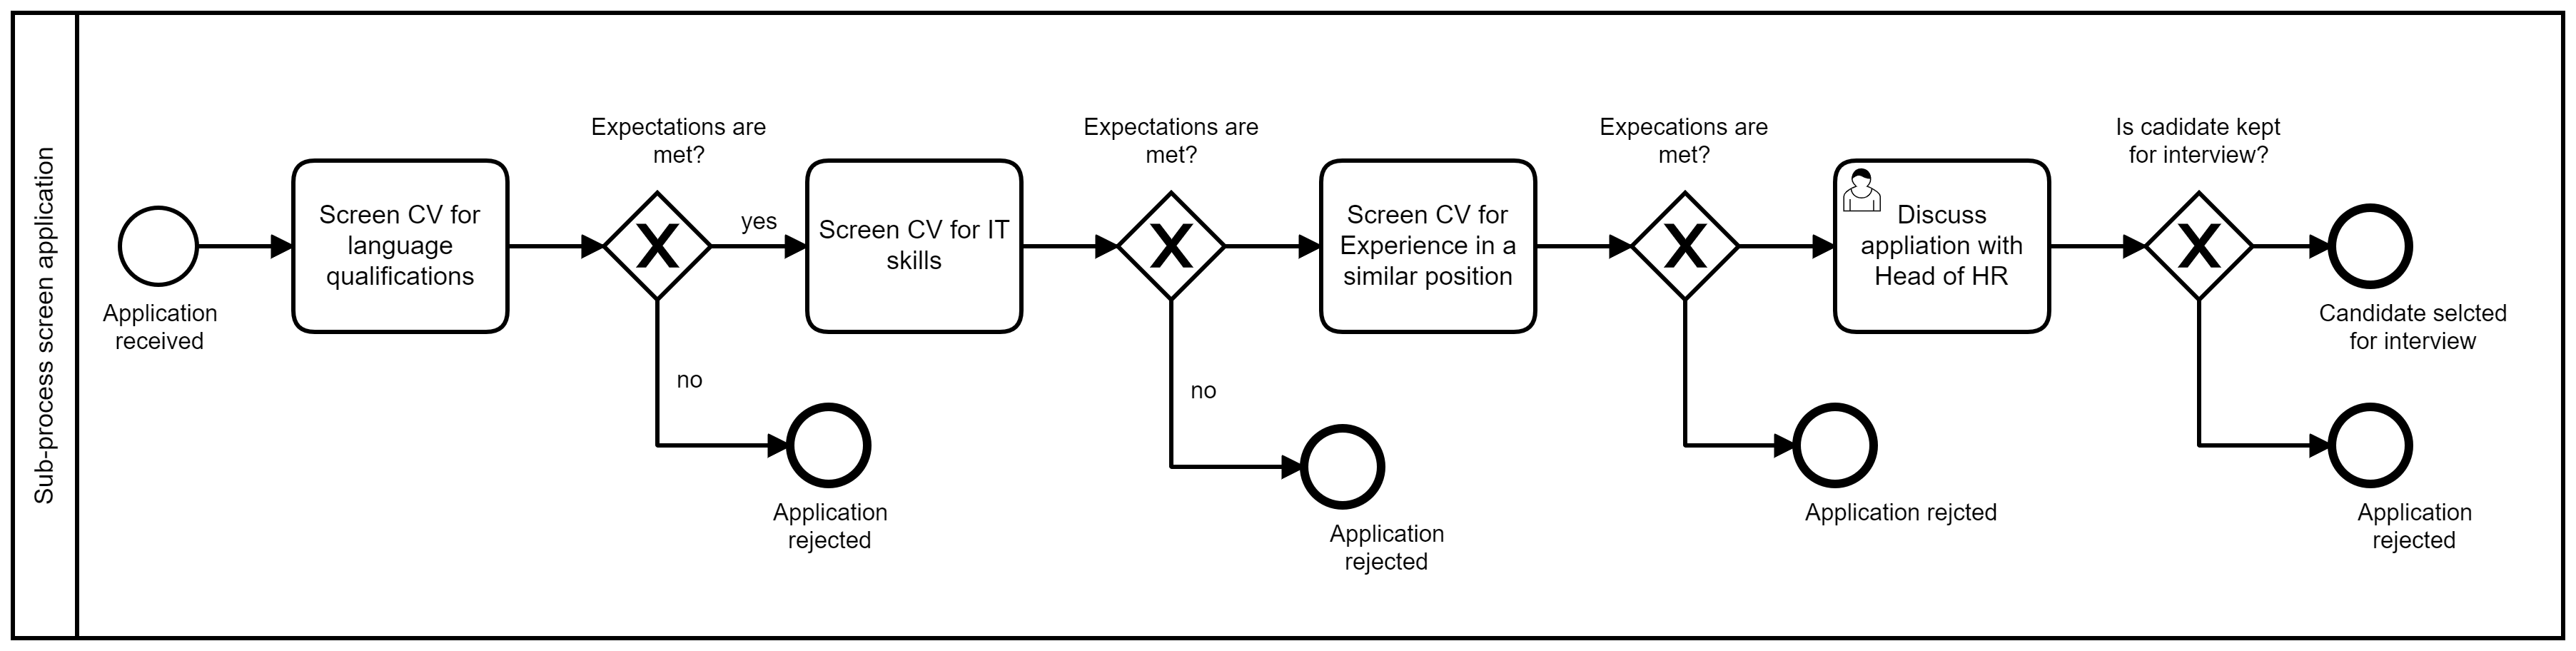 Sub-process screen application
Application
received
Screen CV for
language
qualifications
Expectations are
met?
yes
no
Application
rejected
Screen CV for IT
skills
Expectations are
met?
no
Application
rejected
Screen CV for
Experience in a
similar position
Expecations are
met?
Application rejcted
Discuss
appliation with
Head of HR
Is cadidate kept
for interview?
Candidate selcted
for interview
Application
rejected